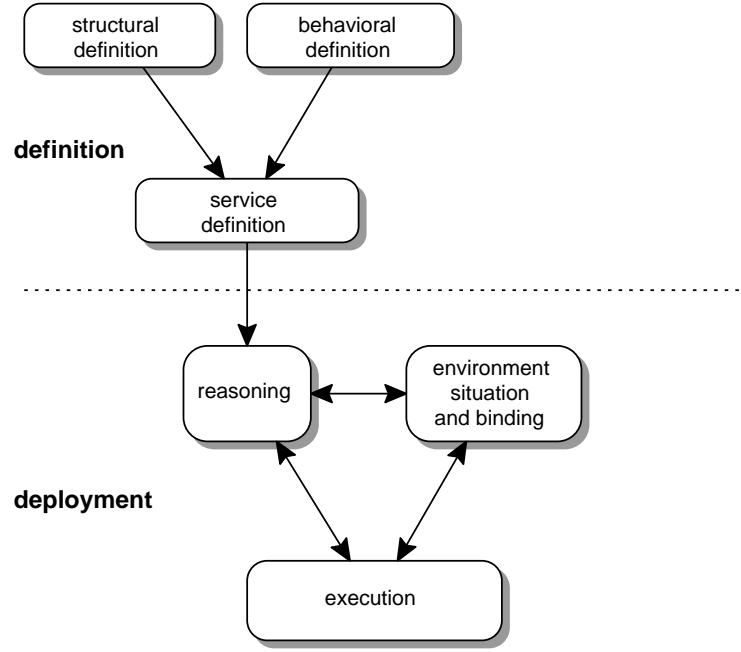 structural
definition
behavioral
definition
definition
service
definition
reasoning
environment
situation
and binding
deployment
execution